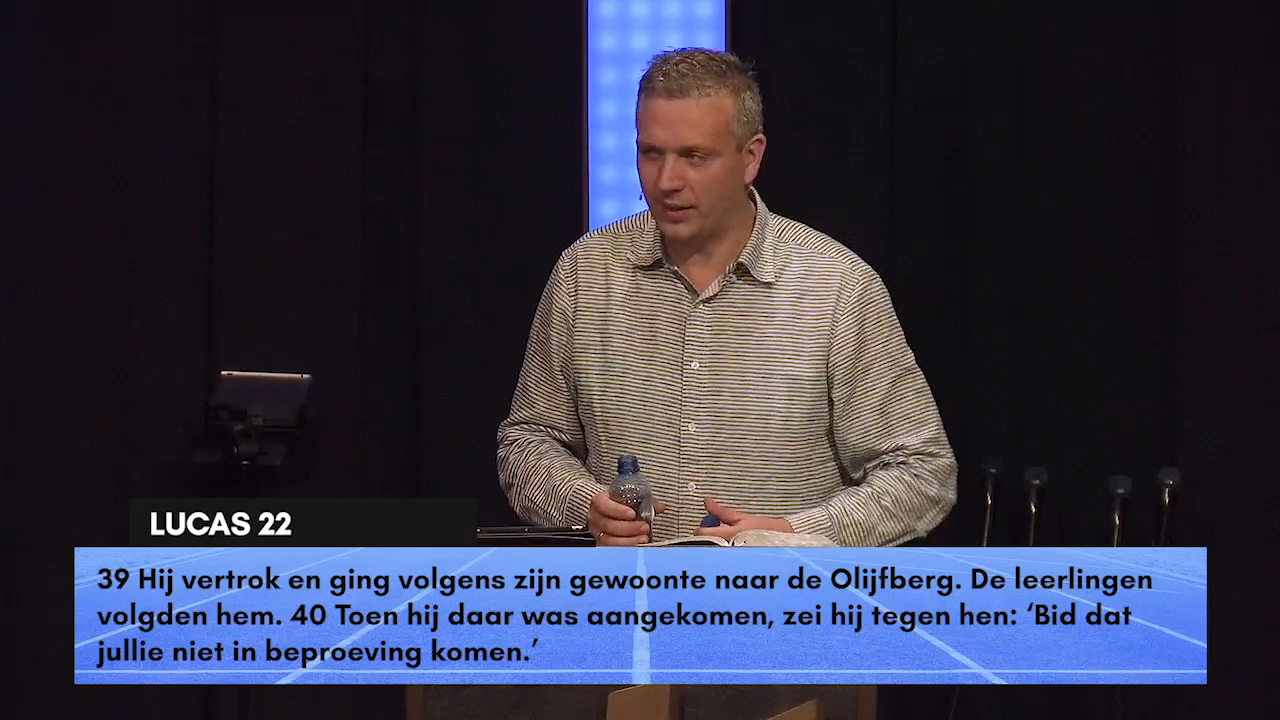 LUCAS 22
39 Hij vertrok en ging volgens zijn gewoonte naar de Olijfberg. De leerlingen
volgden hem. 40 Toen hij daar was aangekomen, zei hij tegen hen: ‘Bid dat
jullie niet in beproeving komen.’